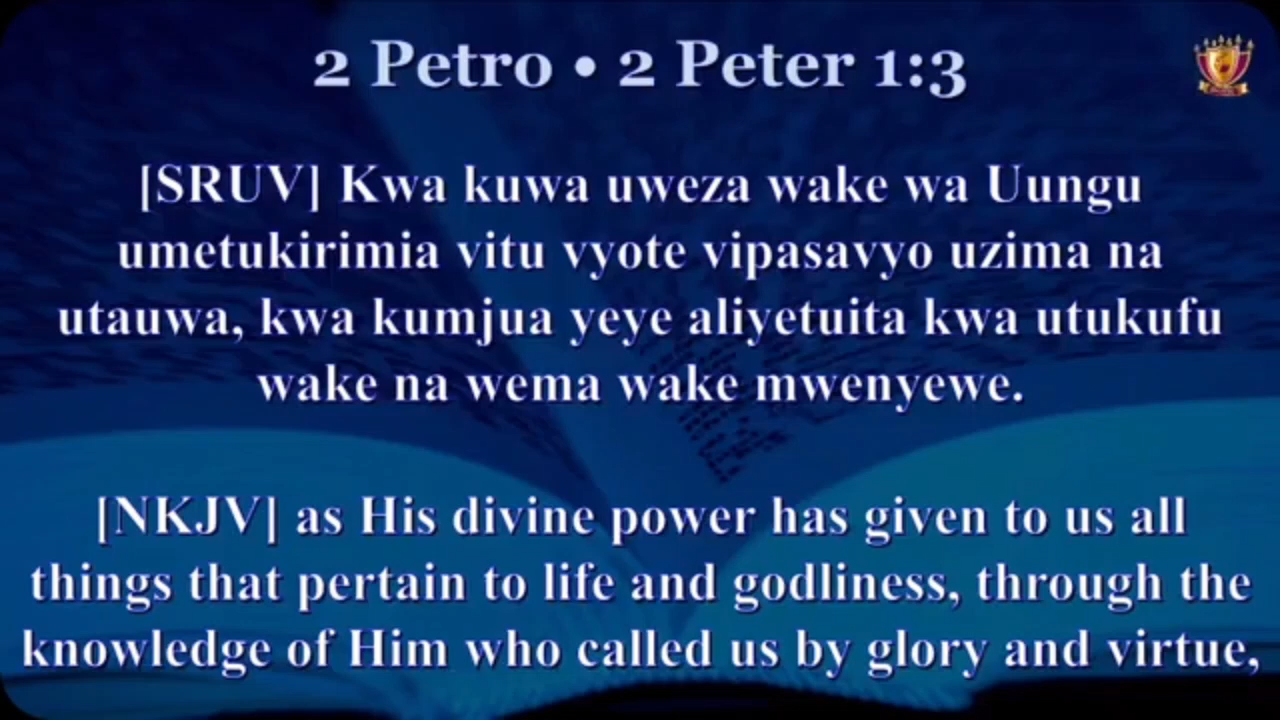 2 Petro • 2 Peter 1:3
[SRUV] Kwa kuwa uweza wake wa Uungu
umetukirimia vitu vyote vipasavyo uzima na
utauwa, kwa kumjua yeye aliyetuita kwa utukufu
wake na wema wake mwenyewe.
[NKJV] as His divine power has given to us all
things that pertain to life and godliness, through the
knowledge of Him who called us by glory and virtue,